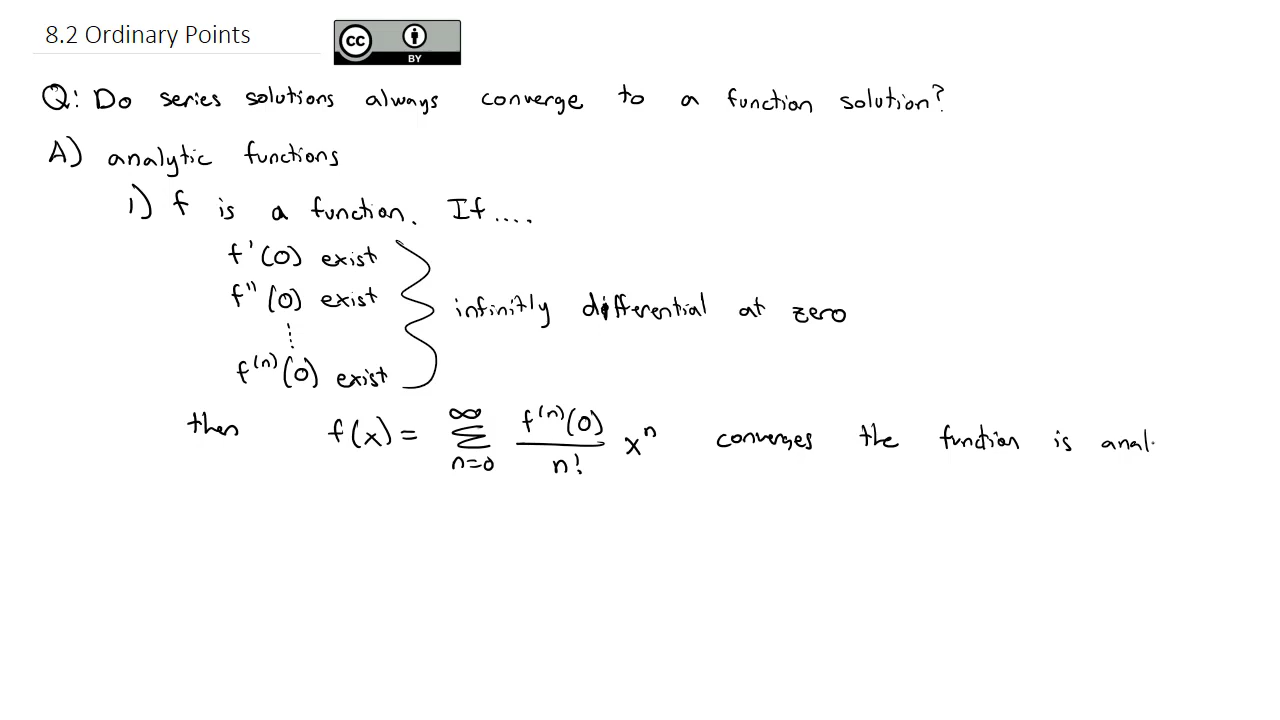 8.2 Ordinary Points
cc BY
Q: Do series solutions always converge to a function solution?
A) analytic functions
i) f is a function. If ....
f'(0) exist
f"(0) exist
⋮
infinitly differential at zero
f⁽ⁿ⁾(0) exist
then f(x) = ∑_{n=0}^{∞} f⁽ⁿ⁾(0)/n! xⁿ converges the function is anal